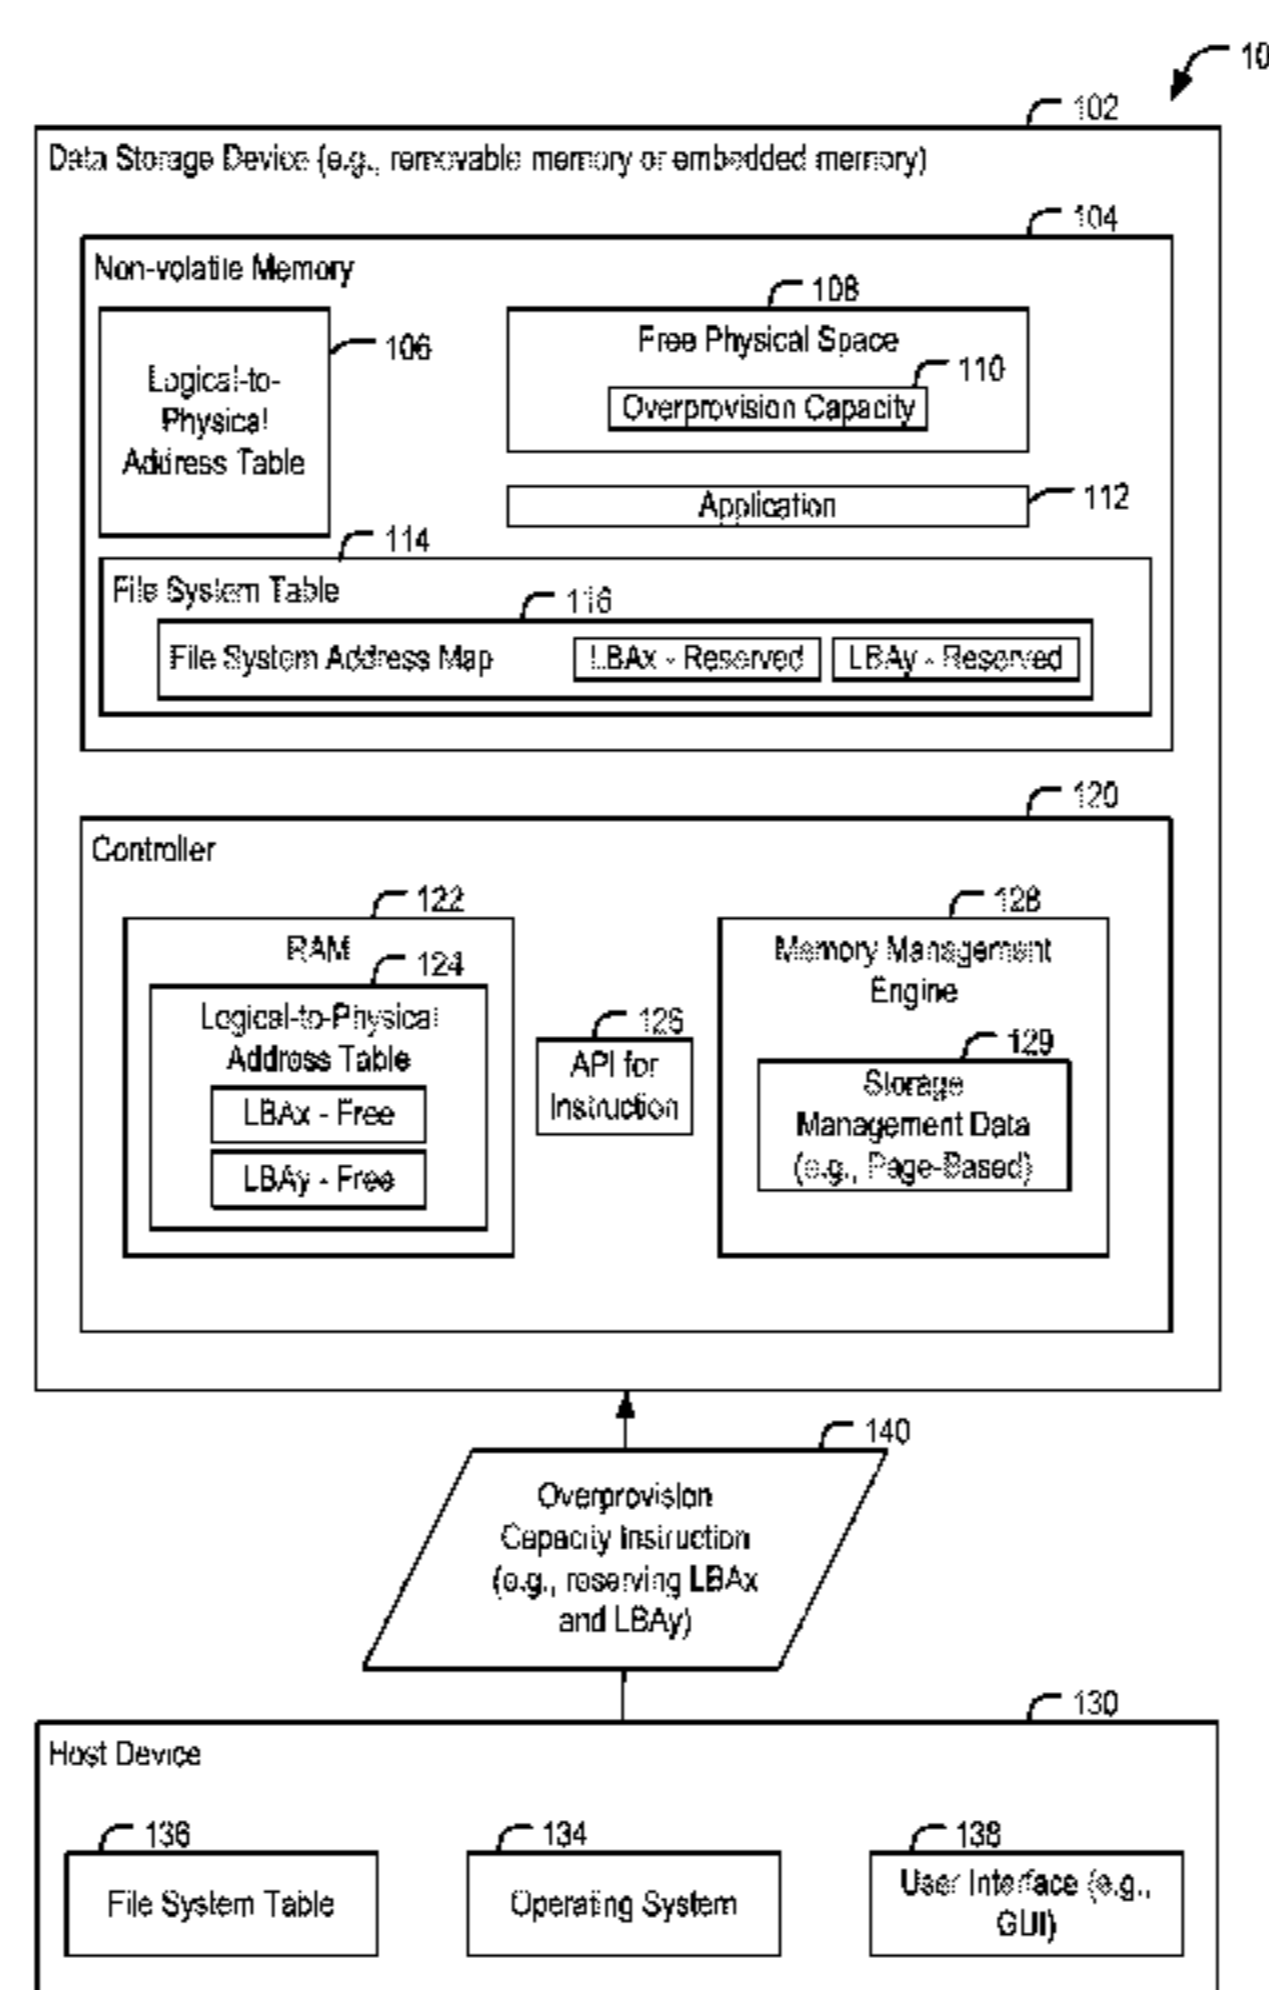 10
102
Data Storage Device (e.g., removable memory or embedded memory)
104
Non-volatile Memory
106
Logical-to-
Physical
Address Table
108
Free Physical Space
110
Overprovision Capacity
Application
112
114
File System Table
116
File System Address Map
LBAx - Reserved
LBAy - Reserved
120
Controller
122
RAM
124
Logical-to-Physical
Address Table
LBAx - Free
LBAy - Free
126
API for
Instruction
128
Memory Management
Engine
129
Storage
Management Data
(e.g., Page-Based)
140
Overprovision
Capacity Instruction
(e.g., reserving LBAx
and LBAy)
130
Host Device
136
File System Table
134
Operating System
138
User Interface (e.g.,
GUI)